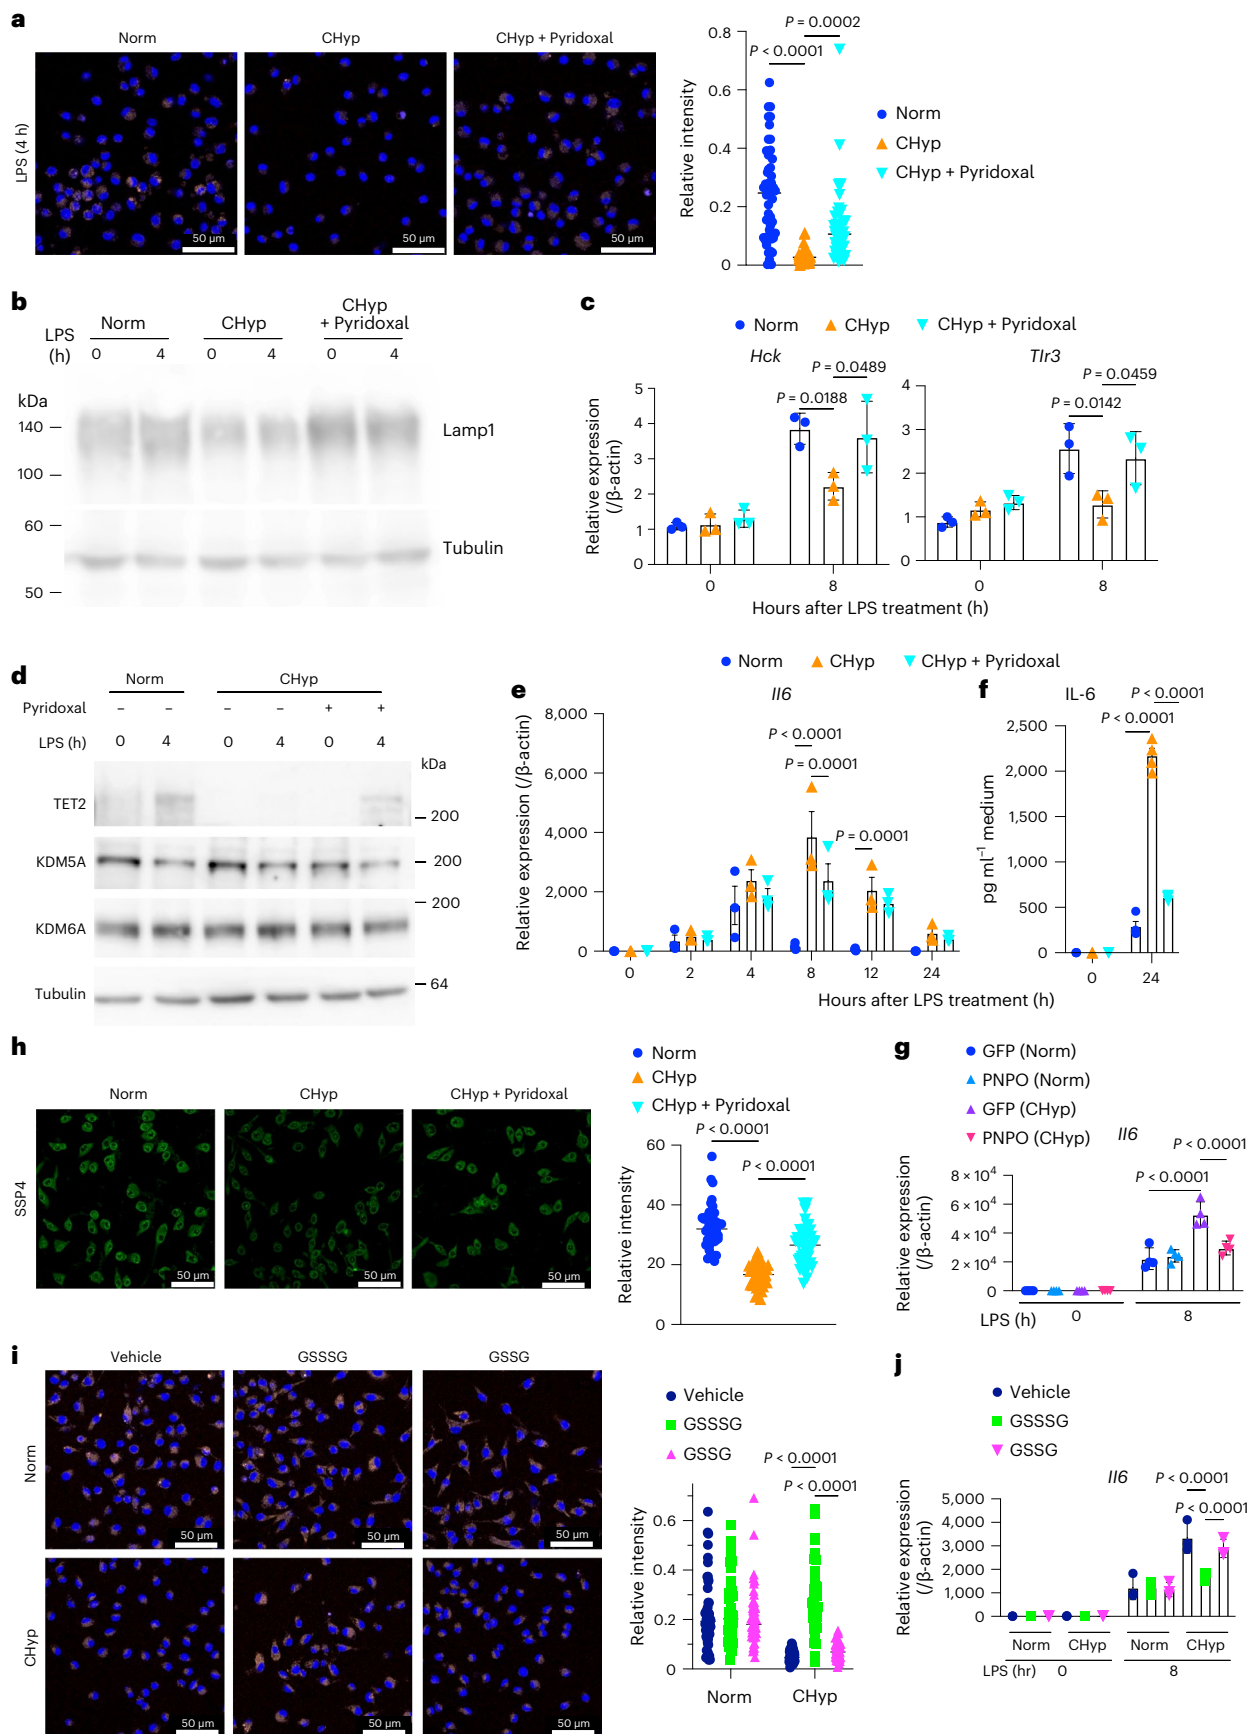 a
Norm
CHyp
CHyp + Pyridoxal
LPS (4 h)
50 µm
50 µm
50 µm
P = 0.0002
P < 0.0001
0.8
0.6
0.4
0.2
0
Relative intensity
Norm
CHyp
CHyp + Pyridoxal
b
LPS
(h)
Norm
CHyp
CHyp
+ Pyridoxal
0 4 0 4 0 4
kDa
140
100
60
50
Lamp1
Tubulin
c
Norm CHyp CHyp + Pyridoxal
Hck
P = 0.0489
P = 0.0188
5
4
3
2
1
0
Relative expression
(/β-actin)
0 8
Tlr3
P = 0.0459
P = 0.0142
4
3
2
1
0
0 8
Hours after LPS treatment (h)
d
Norm CHyp
Pyridoxal – – – – + +
LPS (h) 0 4 0 4 0 4
kDa
TET2
200
KDM5A
200
200
KDM6A
64
Tubulin
Norm CHyp CHyp + Pyridoxal
e
Il6
8,000
6,000
4,000
2,000
0
Relative expression (/β-actin)
P < 0.0001
P = 0.0001
P = 0.0001
0 2 4 8 12 24
f
IL-6
P < 0.0001
P < 0.0001
2,500
2,000
1,500
1,000
500
0
pg ml⁻¹ medium
0 24
Hours after LPS treatment (h)
h
Norm
CHyp
CHyp + Pyridoxal
SSP4
50 µm
50 µm
50 µm
Norm
CHyp
CHyp + Pyridoxal
P < 0.0001
P < 0.0001
60
40
20
0
Relative intensity
g
GFP (Norm)
PNPO (Norm)
GFP (CHyp)
PNPO (CHyp)
Il6
P < 0.0001
P < 0.0001
8 × 10⁴
6 × 10⁴
4 × 10⁴
2 × 10⁴
0
Relative expression
(/β-actin)
LPS (h) 0 8
i
Vehicle
GSSSG
GSSG
Norm
50 µm
50 µm
50 µm
CHyp
50 µm
50 µm
50 µm
Vehicle
GSSSG
GSSG
P < 0.0001
P < 0.0001
0.6
0.4
0.2
0
Relative intensity
Norm CHyp
j
Vehicle
GSSSG
GSSG
Il6
P < 0.0001
P < 0.0001
5,000
4,000
3,000
2,000
1,000
0
Relative expression
(/β-actin)
Norm CHyp Norm CHyp
LPS (hr) 0 8